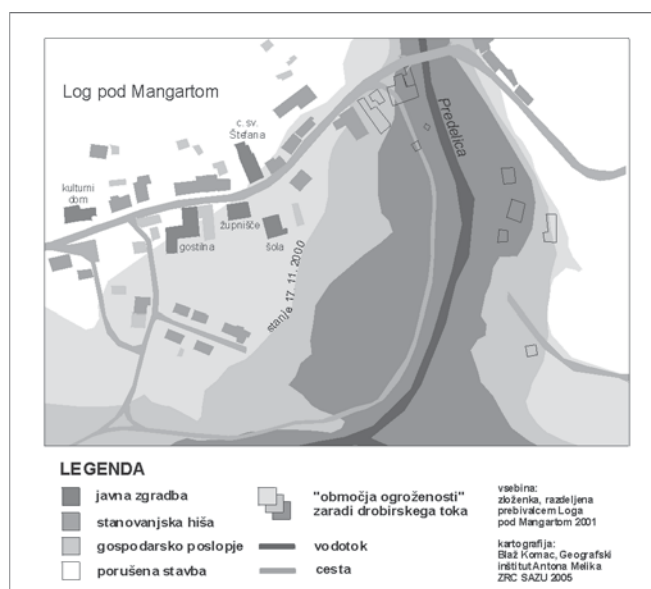 Log pod Mangartom
c. sv.
Štefana
Predelica
kulturni
dom
gostilna
župnišče
šola
stanje 17. 11. 2000
LEGENDA
javna zgradba
stanovanjska hiša
gospodarsko poslopje
porušena stavba
"območja ogroženosti"
zaradi drobirskega toka
vodotok
cesta
vsebina:
zloženka, razdeljena
prebivalcem Loga
pod Mangartom 2001
kartografija:
Blaž Komac, Geografski
inštitut Antona Melika
ZRC SAZU 2005